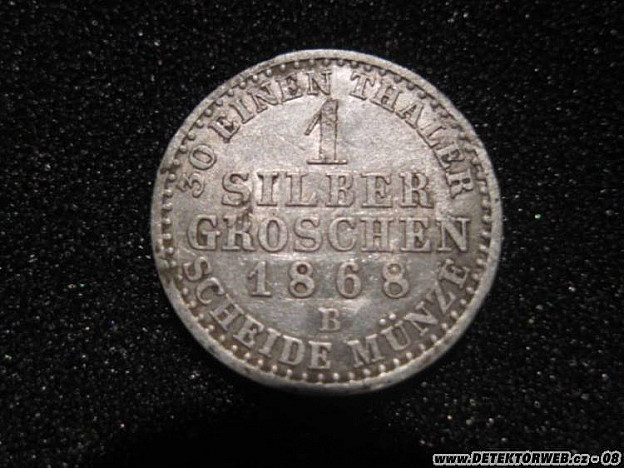 30 EINEN THALER
1
SILBER
GROSCHEN
1868
B
SCHEIDE MÜNZE
www.DETEKTORWEB.cz - 08